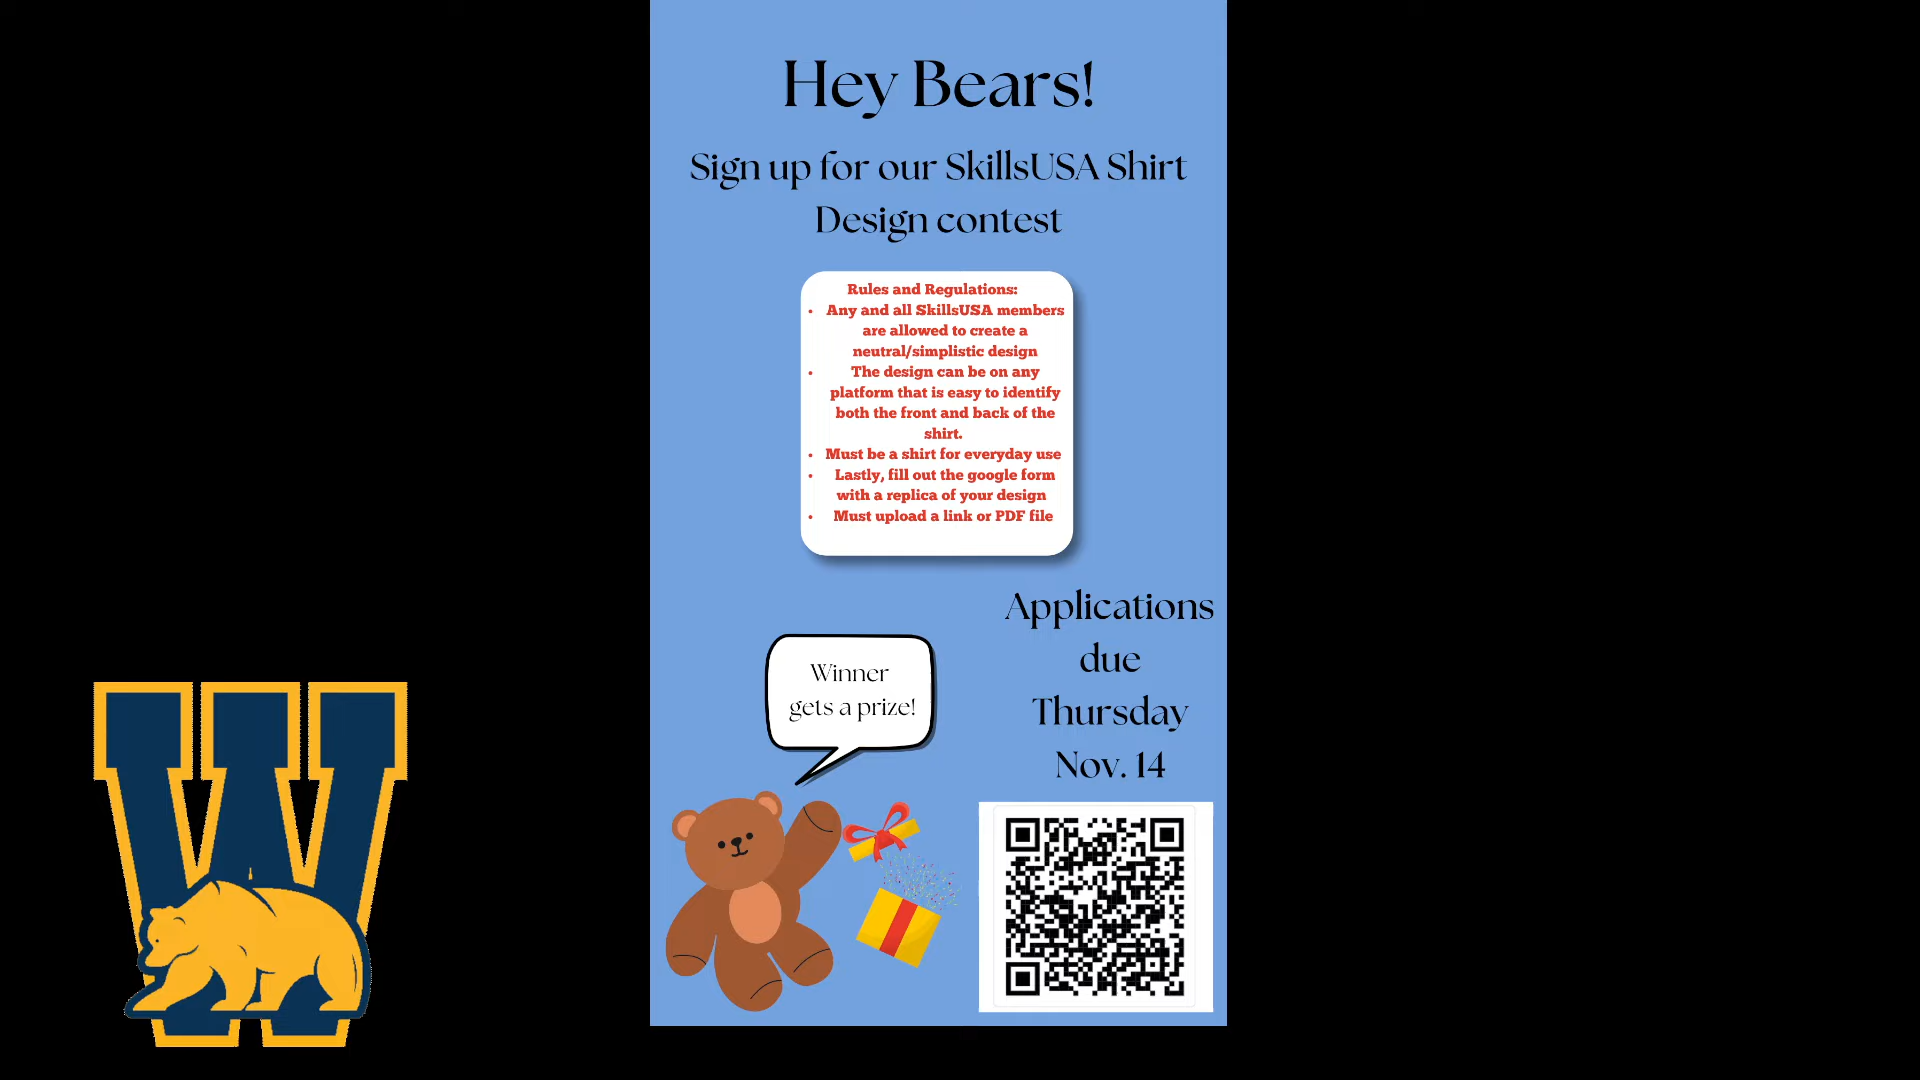 Hey Bears!
Sign up for our SkillsUSA Shirt
Design contest
Rules and Regulations:
• Any and all SkillsUSA members
are allowed to create a
neutral/simplistic design
• The design can be on any
platform that is easy to identify
both the front and back of the
shirt.
• Must be a shirt for everyday use
• Lastly, fill out the google form
with a replica of your design
• Must upload a link or PDF file
Applications
due
Thursday
Nov. 14
Winner
gets a prize!
W